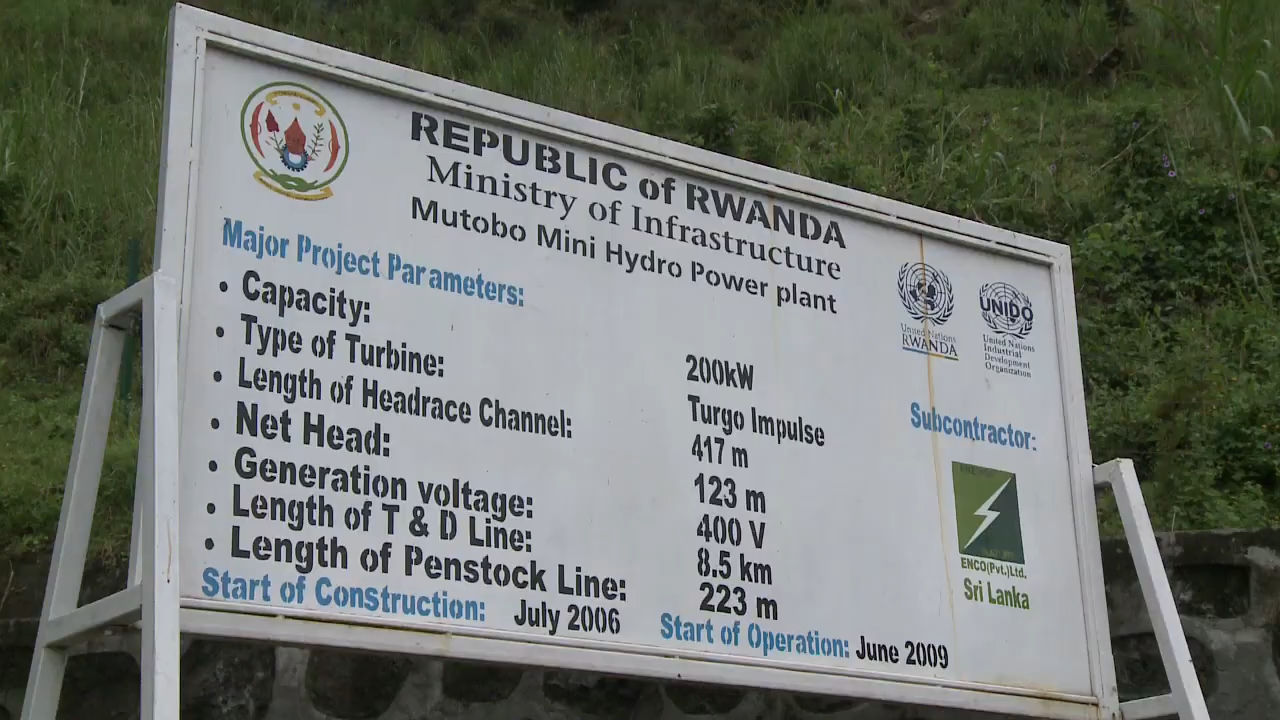 REPUBLIC of RWANDA
Ministry of Infrastructure
Mutobo Mini Hydro Power plant
Major Project Parameters:
• Capacity: 200kW
• Type of Turbine: Turgo Impulse
• Length of Headrace Channel: 417 m
• Net Head: 123 m
• Generation voltage: 400 V
• Length of T & D Line: 8.5 km
• Length of Penstock Line: 223 m
Start of Construction: July 2006 Start of Operation: June 2009
United Nations
RWANDA
UNIDO
United Nations
Industrial
Development
Organization
Subcontractor:
ENCO(Pvt.)Ltd.
Sri Lanka